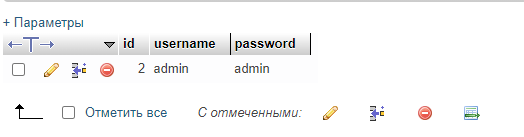 + Параметры
id username password
2 admin admin
Отметить все С отмеченными: